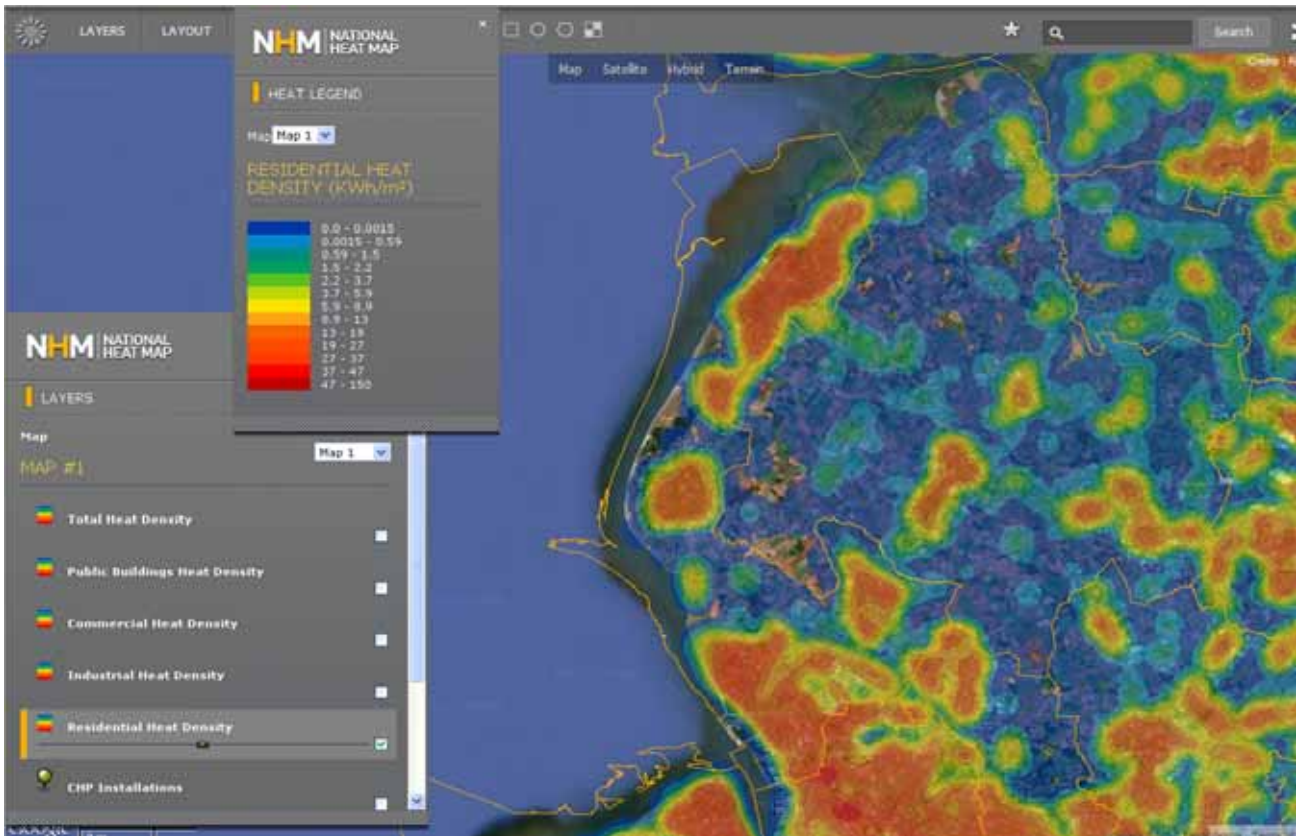 LAYERS
LAYOUT
NHM NATIONAL
HEAT MAP
Search
HEAT LEGEND
Map Map 1
RESIDENTIAL HEAT
DENSITY (KWh/m²)
0.0 - 0.0015
0.0015 - 0.59
0.59 - 1.5
1.5 - 2.2
2.2 - 3.7
3.7 - 5.9
5.9 - 8.9
8.9 - 13
13 - 19
19 - 27
27 - 37
37 - 47
47 - 150
Map Satellite Hybrid Terrain
NHM NATIONAL
HEAT MAP
LAYERS
Map
Map 1
MAP #1
Total Heat Density
Public Buildings Heat Density
Commercial Heat Density
Industrial Heat Density
Residential Heat Density
CHP Installations